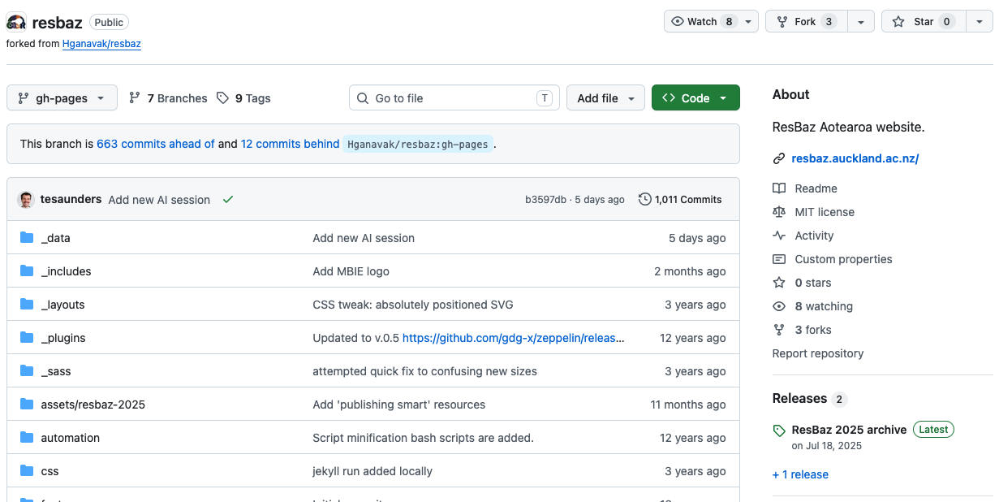 resbaz Public Watch 8 Fork 3 Star 0
forked from Hganavak/resbaz
gh-pages 7 Branches 9 Tags Go to file T Add file Code
This branch is 663 commits ahead of and 12 commits behind Hganavak/resbaz:gh-pages .
tesaunders Add new AI session b3597db · 5 days ago 1,011 Commits
_data Add new AI session 5 days ago
_includes Add MBIE logo 2 months ago
_layouts CSS tweak: absolutely positioned SVG 3 years ago
_plugins Updated to v.0.5 https://github.com/gdg-x/zeppelin/releas... 12 years ago
_sass attempted quick fix to confusing new sizes 3 years ago
assets/resbaz-2025 Add 'publishing smart' resources 11 months ago
automation Script minification bash scripts are added. 12 years ago
css jekyll run added locally 3 years ago
About
ResBaz Aotearoa website.
resbaz.auckland.ac.nz/
Readme
MIT license
Activity
Custom properties
0 stars
8 watching
3 forks
Report repository
Releases 2
ResBaz 2025 archive Latest
on Jul 18, 2025
+ 1 release